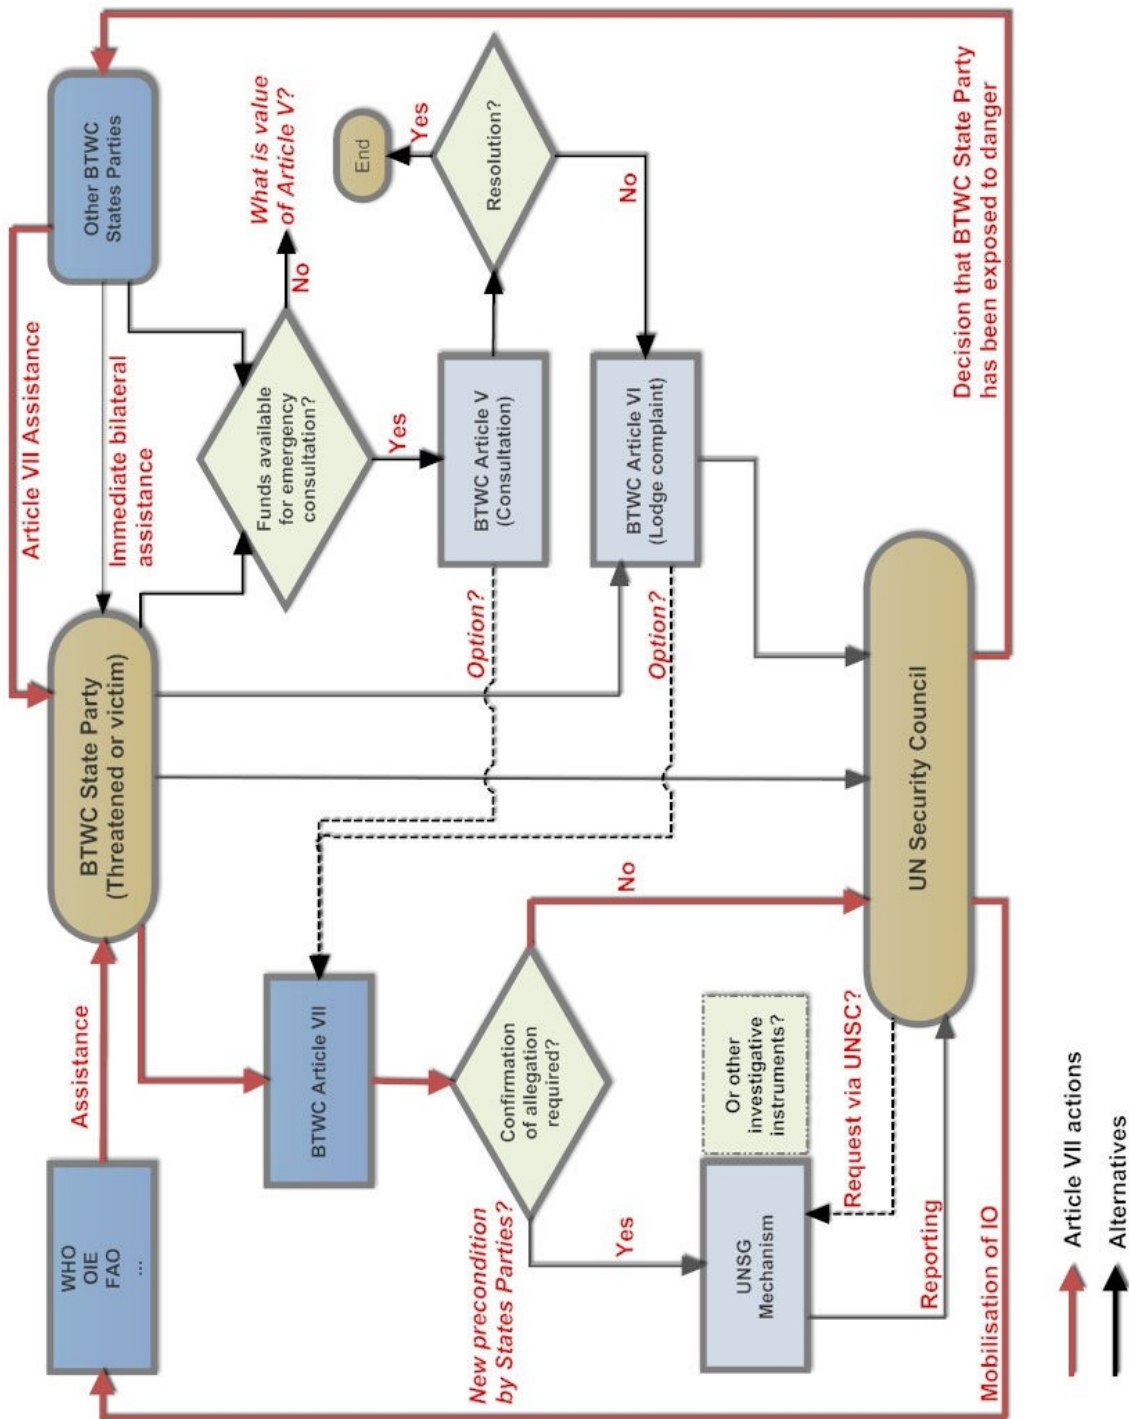 WHO
OIE
FAO
...
Assistance
BTWC State Party
(Threatened or victim)
Article VII Assistance
Immediate bilateral
assistance
Other BTWC
States Parties
BTWC Article VII
Funds available
for emergency
consultation?
No
What is value
of Article V?
Yes
End
New precondition
by States Parties?
Confirmation
of allegation
required?
Option?
BTWC Article V
(Consultation)
Resolution?
Yes
Yes
No
Option?
BTWC Article VI
(Lodge complaint)
No
UNSG
Mechanism
Or other
investigative
instruments?
Request via UNSC?
Reporting
UN Security Council
Mobilisation of IO
Decision that BTWC State Party
has been exposed to danger
Article VII actions
Alternatives